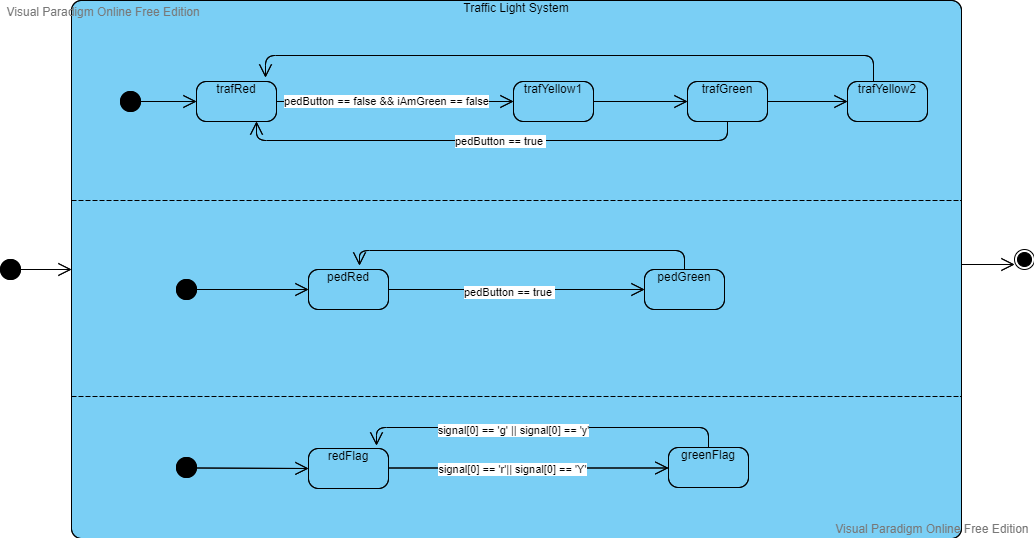 Traffic Light System
Visual Paradigm Online Free Edition
trafRed
trafYellow1
trafGreen
trafYellow2
pedButton == false && iAmGreen == false
pedButton == true
pedRed
pedGreen
pedButton == true
signal[0] == 'g' || signal[0] == 'y'
redFlag
greenFlag
signal[0] == 'r'|| signal[0] == 'Y'
Visual Paradigm Online Free Edition